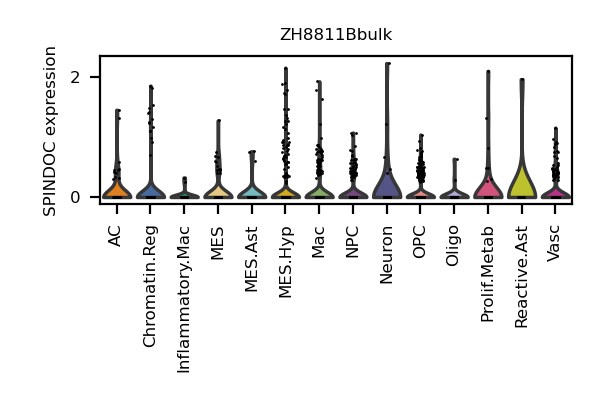 ZH8811Bbulk
SPINDOC expression
2
0
AC
Chromatin.Reg
Inflammatory.Mac
MES
MES.Ast
MES.Hyp
Mac
NPC
Neuron
OPC
Oligo
Prolif.Metab
Reactive.Ast
Vasc